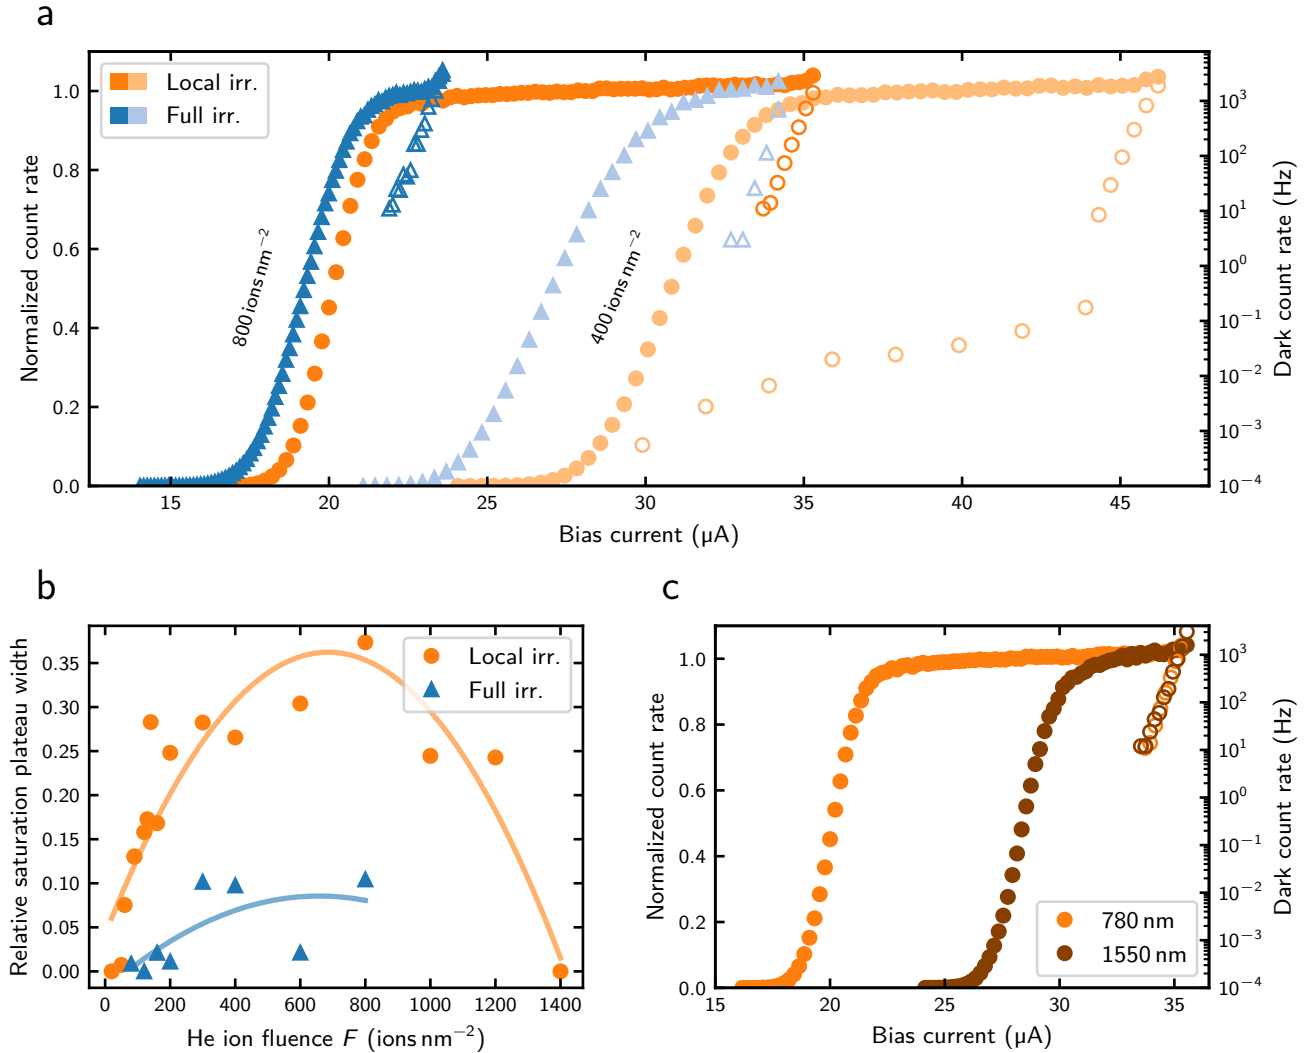 a
Local irr.
Full irr.
800 ions nm⁻²
400 ions nm⁻²
Normalized count rate
0.0
0.2
0.4
0.6
0.8
1.0
Dark count rate (Hz)
10³
10²
10¹
10⁰
10⁻¹
10⁻²
10⁻³
10⁻⁴
15 20 25 30 35 40 45
Bias current (µA)
b
Local irr.
Full irr.
Relative saturation plateau width
0.35
0.30
0.25
0.20
0.15
0.10
0.05
0.00
0 200 400 600 800 1000 1200 1400
He ion fluence F (ions nm⁻²)
c
Normalized count rate
1.0
0.8
0.6
0.4
0.2
0.0
Dark count rate (Hz)
10³
10²
10¹
10⁰
10⁻¹
10⁻²
10⁻³
10⁻⁴
780 nm
1550 nm
15 20 25 30 35
Bias current (µA)